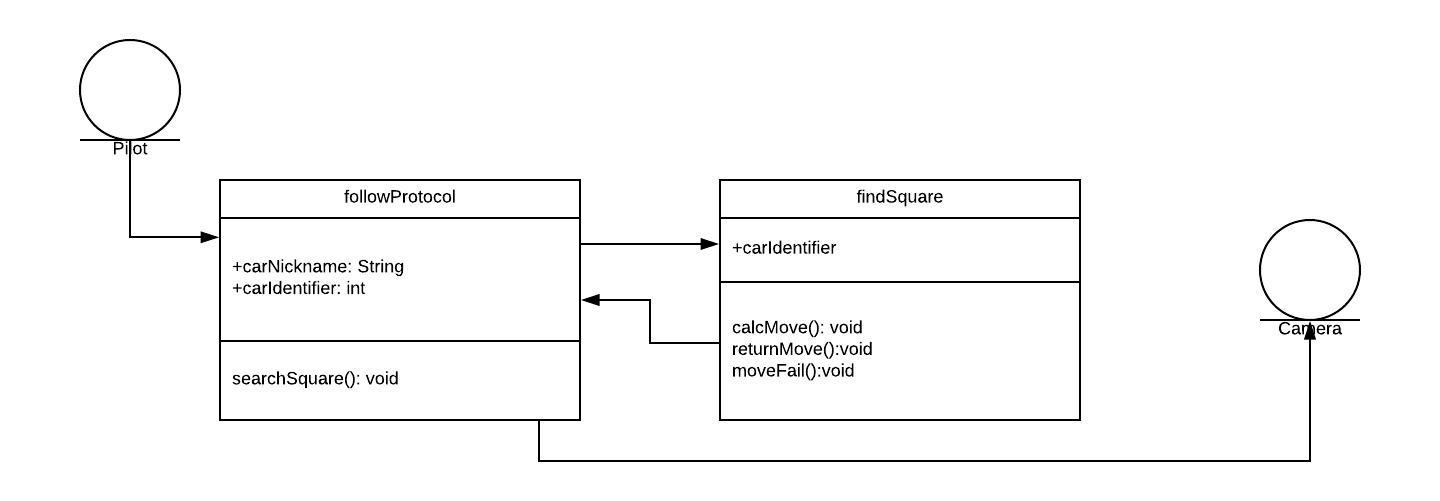 Pilot
followProtocol
+carNickname: String
+carIdentifier: int
searchSquare(): void
findSquare
+carIdentifier
calcMove(): void
returnMove():void
moveFail():void
Camera